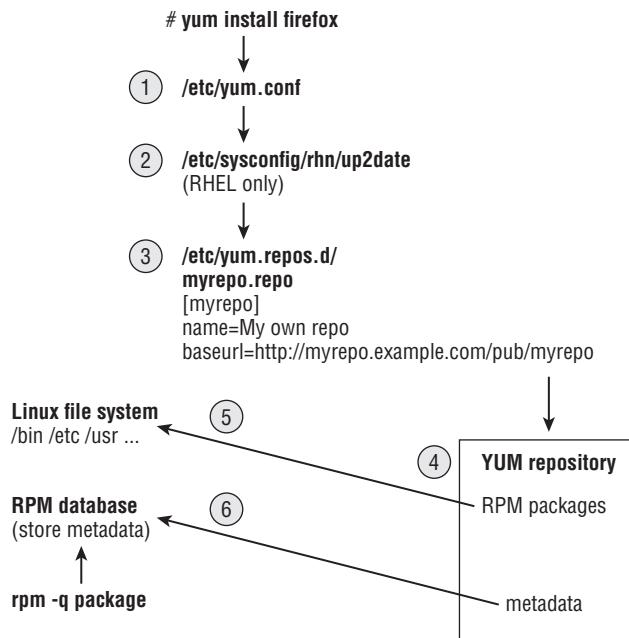 # yum install firefox
1 /etc/yum.conf
2 /etc/sysconfig/rhn/up2date
(RHEL only)
3 /etc/yum.repos.d/
myrepo.repo
[myrepo]
name=My own repo
baseurl=http://myrepo.example.com/pub/myrepo
Linux file system
/bin /etc /usr ...
5
4 YUM repository
RPM packages
RPM database
(store metadata)
6
rpm -q package
metadata